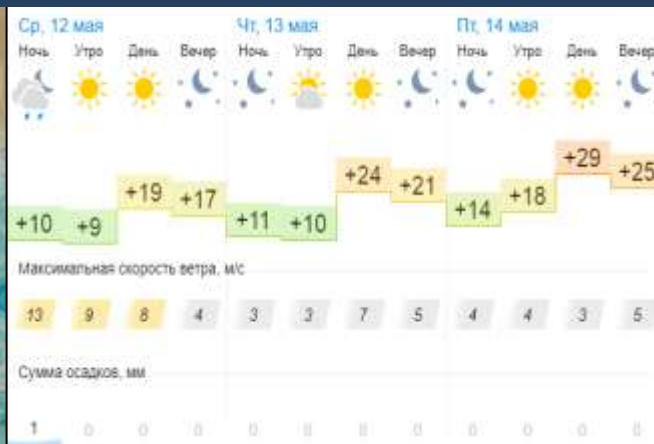 Ср, 12 мая Чт, 13 мая Пт, 14 мая
Ночь Утро День Вечер Ночь Утро День Вечер Ночь Утро День Вечер
+10 +9 +19 +17 +11 +10 +24 +21 +14 +18 +29 +25
Максимальная скорость ветра, м/с
13 9 8 4 3 3 7 5 4 4 3 5
Сумма осадков, мм
1 0 0 0 0 0 0 0 0 0 0 0